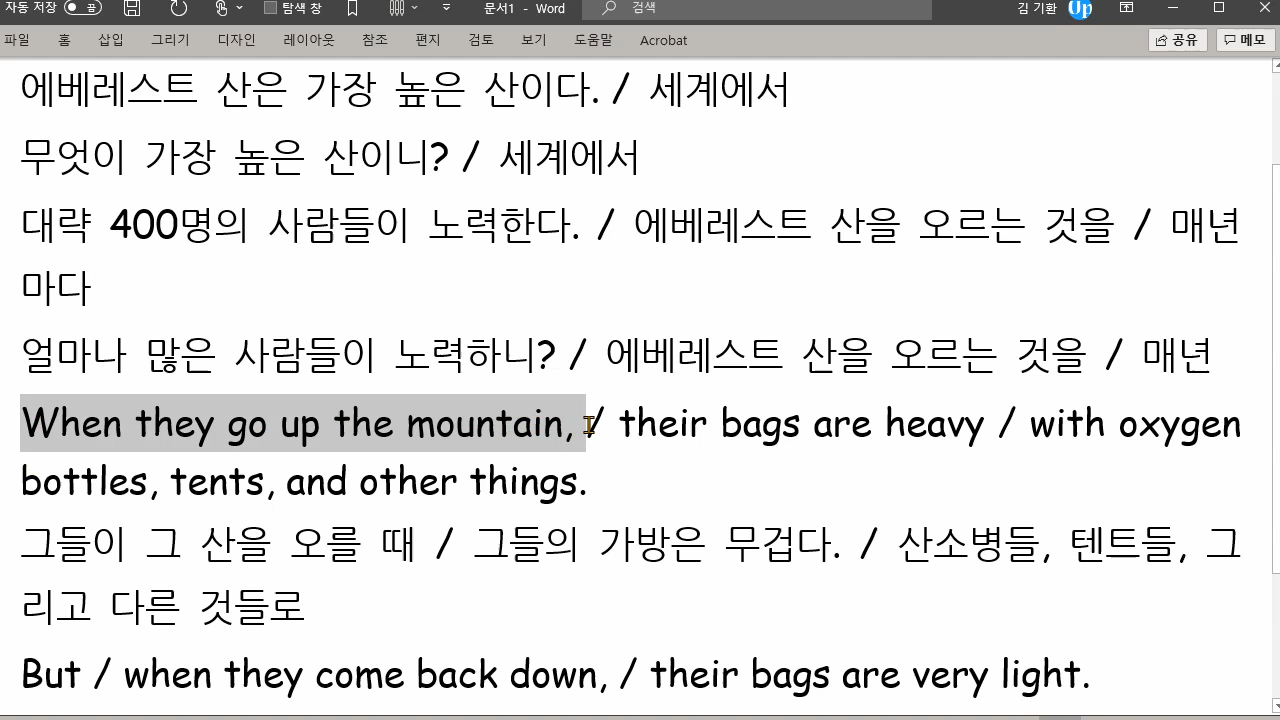 자동 저장 끔 탐색 창 문서1 - Word 검색 김 기환 Up
파일 홈 삽입 그리기 디자인 레이아웃 참조 편지 검토 보기 도움말 Acrobat 공유 메모
에베레스트 산은 가장 높은 산이다. / 세계에서
무엇이 가장 높은 산이니? / 세계에서
대략 400명의 사람들이 노력한다. / 에베레스트 산을 오르는 것을 / 매년
마다
얼마나 많은 사람들이 노력하니? / 에베레스트 산을 오르는 것을 / 매년
When they go up the mountain, / their bags are heavy / with oxygen
bottles, tents, and other things.
그들이 그 산을 오를 때 / 그들의 가방은 무겁다. / 산소병들, 텐트들, 그
리고 다른 것들로
But / when they come back down, / their bags are very light.